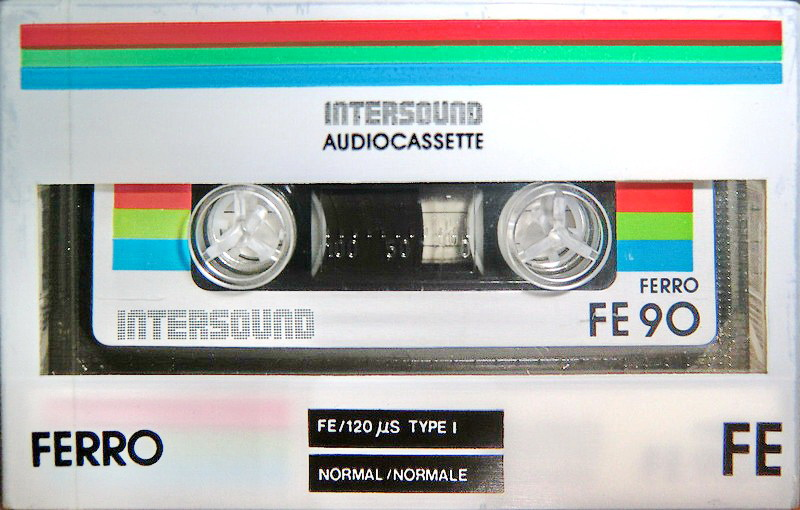 INTERSOUND
AUDIOCASSETTE
FERRO
INTERSOUND
FE 90
FERRO
FE/120 µS TYPE I
NORMAL/NORMALE
FE